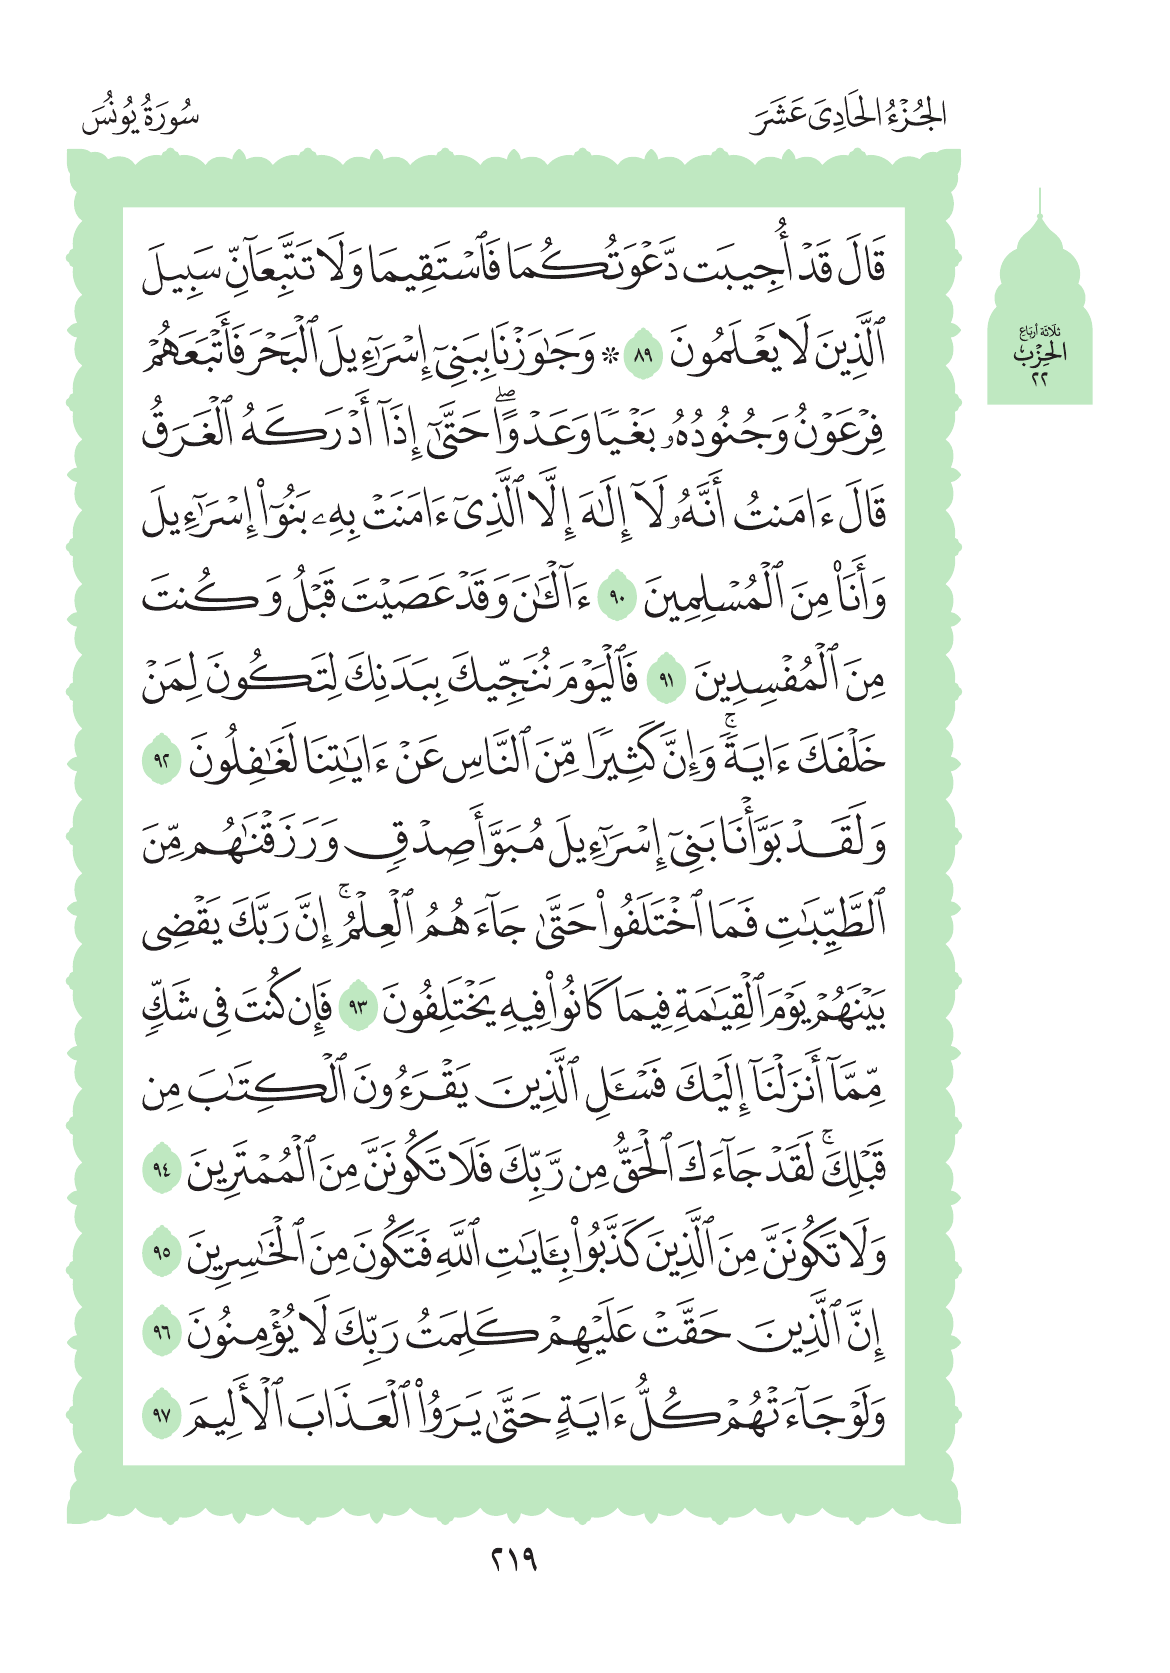 الجُزْءُ الحَادِي عَشَرَ
سُورَةُ يُونُسَ
ثلاثة أرباع
الحِزْب
٢٢
قَالَ قَدْ أُجِيبَت دَّعْوَتُكُمَا فَٱسْتَقِيمَا وَلَا تَتَّبِعَآنِّ سَبِيلَ
ٱلَّذِينَ لَا يَعْلَمُونَ ٨٩ ۞ وَجَٰوَزْنَا بِبَنِىٓ إِسْرَٰٓءِيلَ ٱلْبَحْرَ فَأَتْبَعَهُمْ
فِرْعَوْنُ وَجُنُودُهُۥ بَغْيًا وَعَدْوًا ۖ حَتَّىٰٓ إِذَآ أَدْرَكَهُ ٱلْغَرَقُ
قَالَ ءَامَنتُ أَنَّهُۥ لَآ إِلَٰهَ إِلَّا ٱلَّذِىٓ ءَامَنَتْ بِهِۦ بَنُوٓا۟ إِسْرَٰٓءِيلَ
وَأَنَا۠ مِنَ ٱلْمُسْلِمِينَ ٩٠ ءَآلْـَٰٔنَ وَقَدْ عَصَيْتَ قَبْلُ وَكُنتَ
مِنَ ٱلْمُفْسِدِينَ ٩١ فَٱلْيَوْمَ نُنَجِّيكَ بِبَدَنِكَ لِتَكُونَ لِمَنْ
خَلْفَكَ ءَايَةً ۚ وَإِنَّ كَثِيرًا مِّنَ ٱلنَّاسِ عَنْ ءَايَٰتِنَا لَغَٰفِلُونَ ٩٢
وَلَقَدْ بَوَّأْنَا بَنِىٓ إِسْرَٰٓءِيلَ مُبَوَّأَ صِدْقٍ وَرَزَقْنَٰهُم مِّنَ
ٱلطَّيِّبَٰتِ فَمَا ٱخْتَلَفُوا۟ حَتَّىٰ جَآءَهُمُ ٱلْعِلْمُ ۚ إِنَّ رَبَّكَ يَقْضِى
بَيْنَهُمْ يَوْمَ ٱلْقِيَٰمَةِ فِيمَا كَانُوا۟ فِيهِ يَخْتَلِفُونَ ٩٣ فَإِن كُنتَ فِى شَكٍّ
مِّمَّآ أَنزَلْنَآ إِلَيْكَ فَسْـَٔلِ ٱلَّذِينَ يَقْرَءُونَ ٱلْكِتَٰبَ مِن
قَبْلِكَ ۚ لَقَدْ جَآءَكَ ٱلْحَقُّ مِن رَّبِّكَ فَلَا تَكُونَنَّ مِنَ ٱلْمُمْتَرِينَ ٩٤
وَلَا تَكُونَنَّ مِنَ ٱلَّذِينَ كَذَّبُوا۟ بِـَٔايَٰتِ ٱللَّهِ فَتَكُونَ مِنَ ٱلْخَٰسِرِينَ ٩٥
إِنَّ ٱلَّذِينَ حَقَّتْ عَلَيْهِمْ كَلِمَتُ رَبِّكَ لَا يُؤْمِنُونَ ٩٦
وَلَوْ جَآءَتْهُمْ كُلُّ ءَايَةٍ حَتَّىٰ يَرَوُا۟ ٱلْعَذَابَ ٱلْأَلِيمَ ٩٧
٢١٩